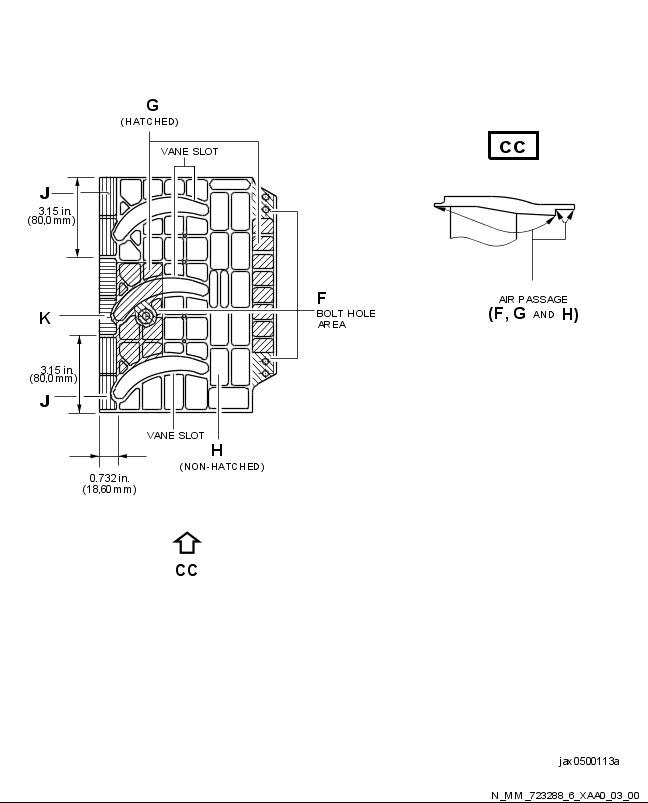 G
(HATCHED)
VANE SLOT
CC
J
3.15 in.
(80,0 mm)
AIR PASSAGE
(F, G AND H)
F
BOLT HOLE
AREA
K
3.15 in.
(80,0 mm)
J
VANE SLOT
H
(NON-HATCHED)
0.732 in.
(18,60 mm)
CC
jax0500113a
N_MM_723288_6_XAA0_03_00